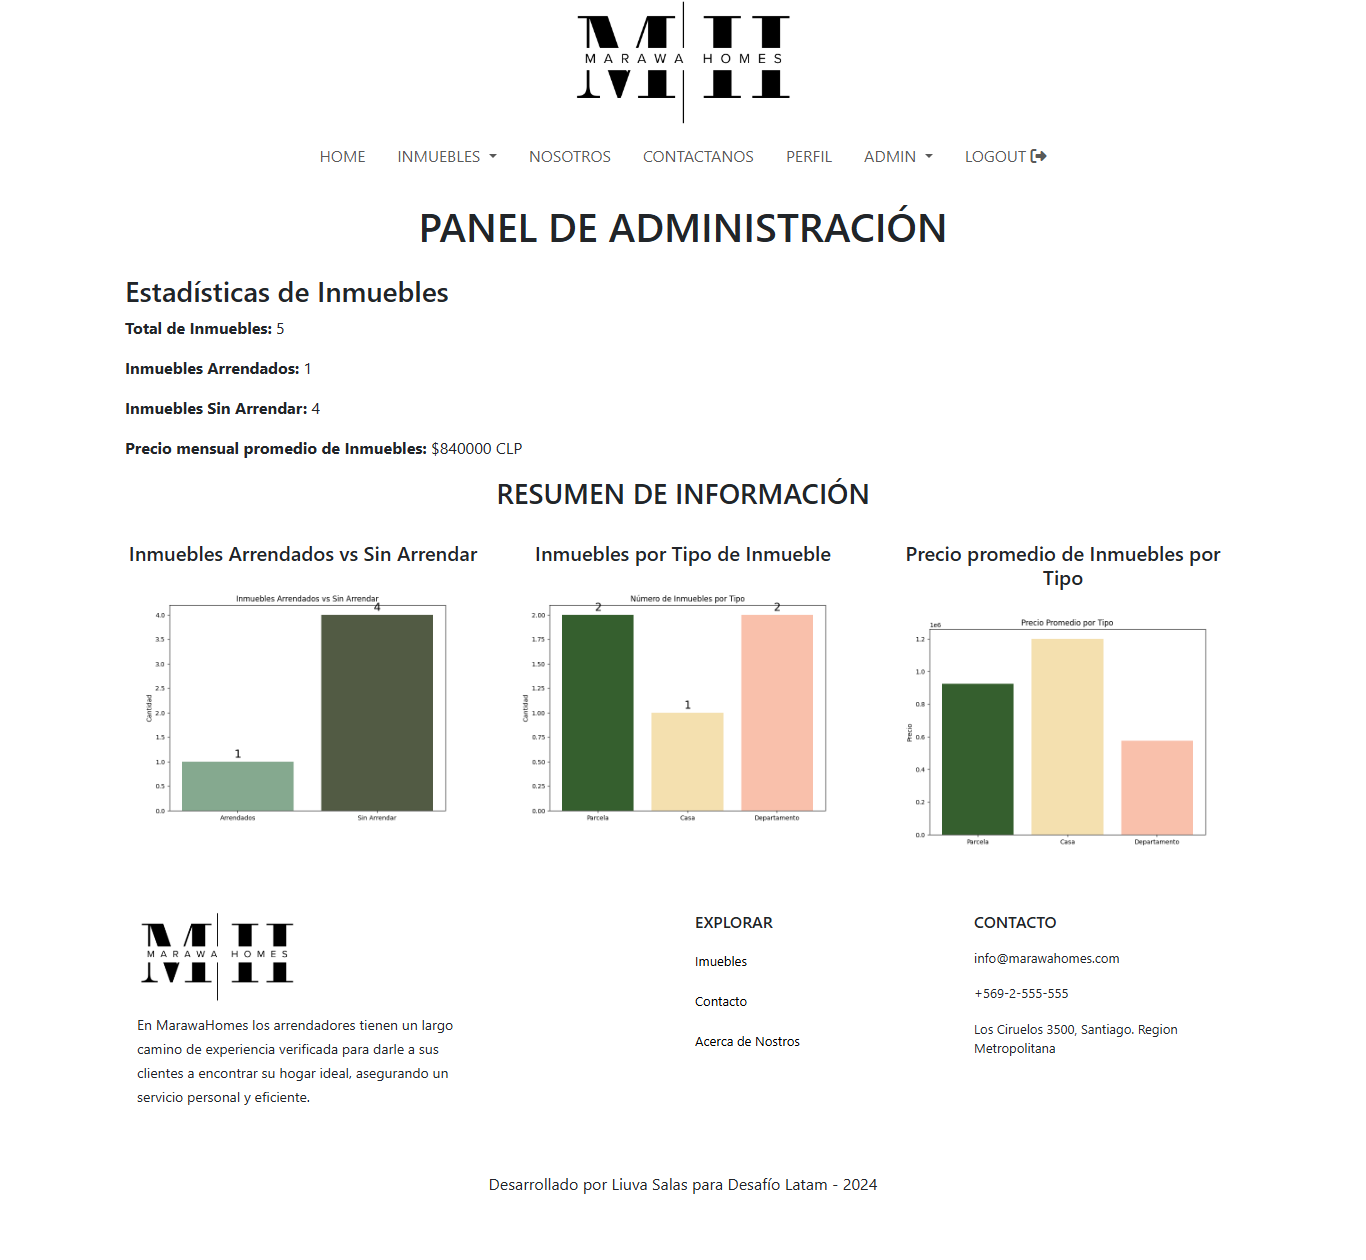 MARAWA HOMES
HOME INMUEBLES NOSOTROS CONTACTANOS PERFIL ADMIN LOGOUT
PANEL DE ADMINISTRACIÓN
Estadísticas de Inmuebles
Total de Inmuebles: 5
Inmuebles Arrendados: 1
Inmuebles Sin Arrendar: 4
Precio mensual promedio de Inmuebles: $840000 CLP
RESUMEN DE INFORMACIÓN
Inmuebles Arrendados vs Sin Arrendar
Inmuebles Arrendados vs Sin Arrendar
4
1
4.0
3.5
3.0
2.5
2.0
1.5
1.0
0.5
0.0
Cantidad
Arrendados Sin Arrendar
Inmuebles por Tipo de Inmueble
Número de Inmuebles por Tipo
2 2
1
2.00
1.75
1.50
1.25
1.00
0.75
0.50
0.25
0.00
Cantidad
Parcela Casa Departamento
Precio promedio de Inmuebles por
Tipo
Precio Promedio por Tipo
1e6
1.2
1.0
0.8
0.6
0.4
0.2
0.0
Precio
Parcela Casa Departamento
MH
MARAWA HOMES
En MarawaHomes los arrendadores tienen un largo
camino de experiencia verificada para darle a sus
clientes a encontrar su hogar ideal, asegurando un
servicio personal y eficiente.
EXPLORAR
Imuebles
Contacto
Acerca de Nostros
CONTACTO
info@marawahomes.com
+569-2-555-555
Los Ciruelos 3500, Santiago. Region
Metropolitana
Desarrollado por Liuva Salas para Desafío Latam - 2024